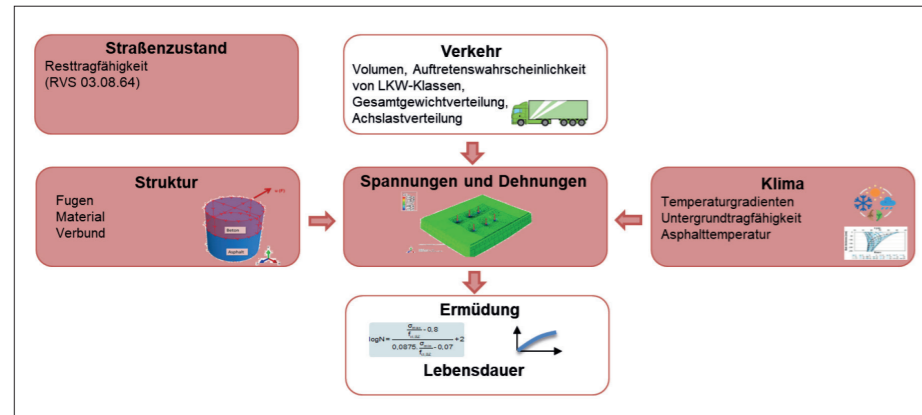 Straßenzustand
Resttragfähigkeit
(RVS 03.08.64)
Verkehr
Volumen, Auftretenswahrscheinlichkeit
von LKW-Klassen,
Gesamtgewichtverteilung,
Achslastverteilung
Struktur
Fugen
Material
Verbund
Beton
Asphalt
Spannungen und Dehnungen
Klima
Temperaturgradienten
Untergrundtragfähigkeit
Asphalttemperatur
Ermüdung
logN = 
-0,8
0,0875.
-0,07
+2
Lebensdauer